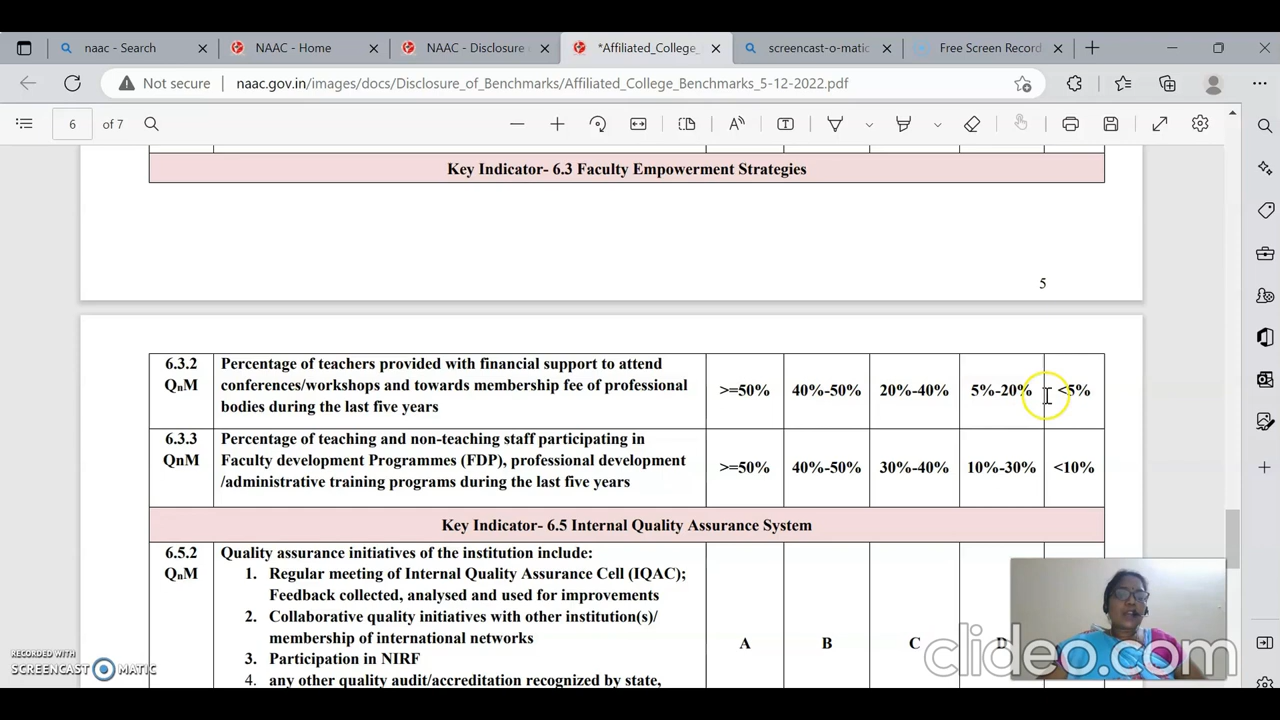 naac - Search
NAAC - Home
NAAC - Disclosure
*Affiliated_College_
screencast-o-matic
Free Screen Record
Not secure
naac.gov.in/images/docs/Disclosure_of_Benchmarks/Affiliated_College_Benchmarks_5-12-2022.pdf
6 of 7
Key Indicator- 6.3 Faculty Empowerment Strategies
5
6.3.2 Percentage of teachers provided with financial support to attend
QnM conferences/workshops and towards membership fee of professional >=50% 40%-50% 20%-40% 5%-20% <5%
bodies during the last five years
6.3.3 Percentage of teaching and non-teaching staff participating in
QnM Faculty development Programmes (FDP), professional development >=50% 40%-50% 30%-40% 10%-30% <10%
/administrative training programs during the last five years
Key Indicator- 6.5 Internal Quality Assurance System
6.5.2 Quality assurance initiatives of the institution include:
QnM 1. Regular meeting of Internal Quality Assurance Cell (IQAC);
Feedback collected, analysed and used for improvements
2. Collaborative quality initiatives with other institution(s)/
membership of international networks A B C D
3. Participation in NIRF
4. any other quality audit/accreditation recognized by state,
RECORDED WITH
SCREENCAST MATIC
clideo.com